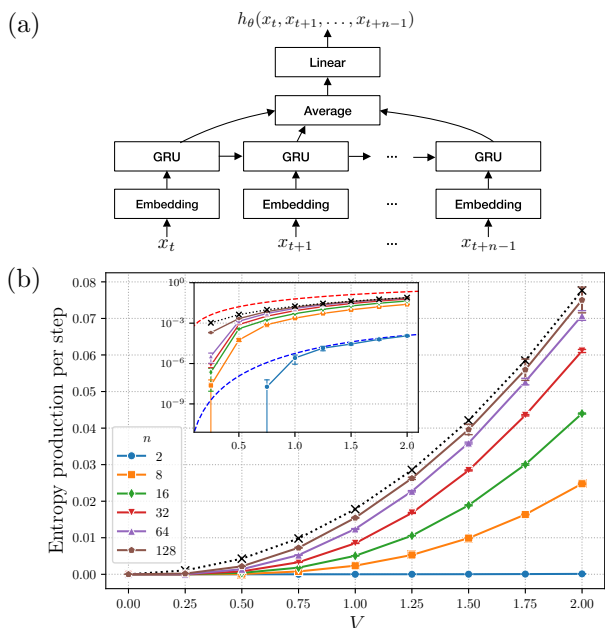 (a)
h_θ(x_t, x_{t+1}, . . . , x_{t+n−1})
Linear
Average
GRU GRU ... GRU
Embedding Embedding ... Embedding
x_t x_{t+1} ... x_{t+n−1}
(b)
Entropy production per step
0.08
0.07
0.06
0.05
0.04
0.03
0.02
0.01
0.00
10^0
10^−3
10^−6
10^−9
0.5 1.0 1.5 2.0
n
2
8
16
32
64
128
0.00 0.25 0.50 0.75 1.00 1.25 1.50 1.75 2.00
V